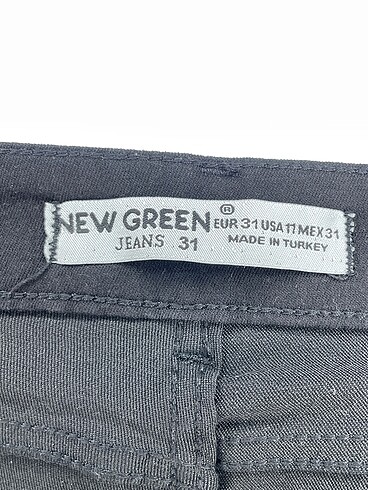 NEW GREEN ® EUR 31 USA 11 MEX 31
JEANS 31 MADE IN TURKEY